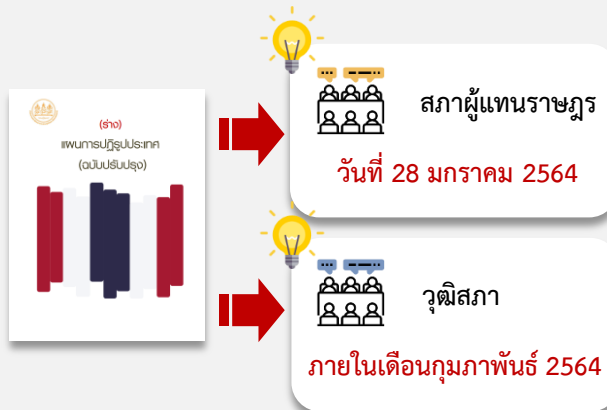 (ร่าง)
แผนการปฏิรูปประเทศ
(ฉบับปรับปรุง)
สภาผู้แทนราษฎร
วันที่ 28 มกราคม 2564
วุฒิสภา
ภายในเดือนกุมภาพันธ์ 2564